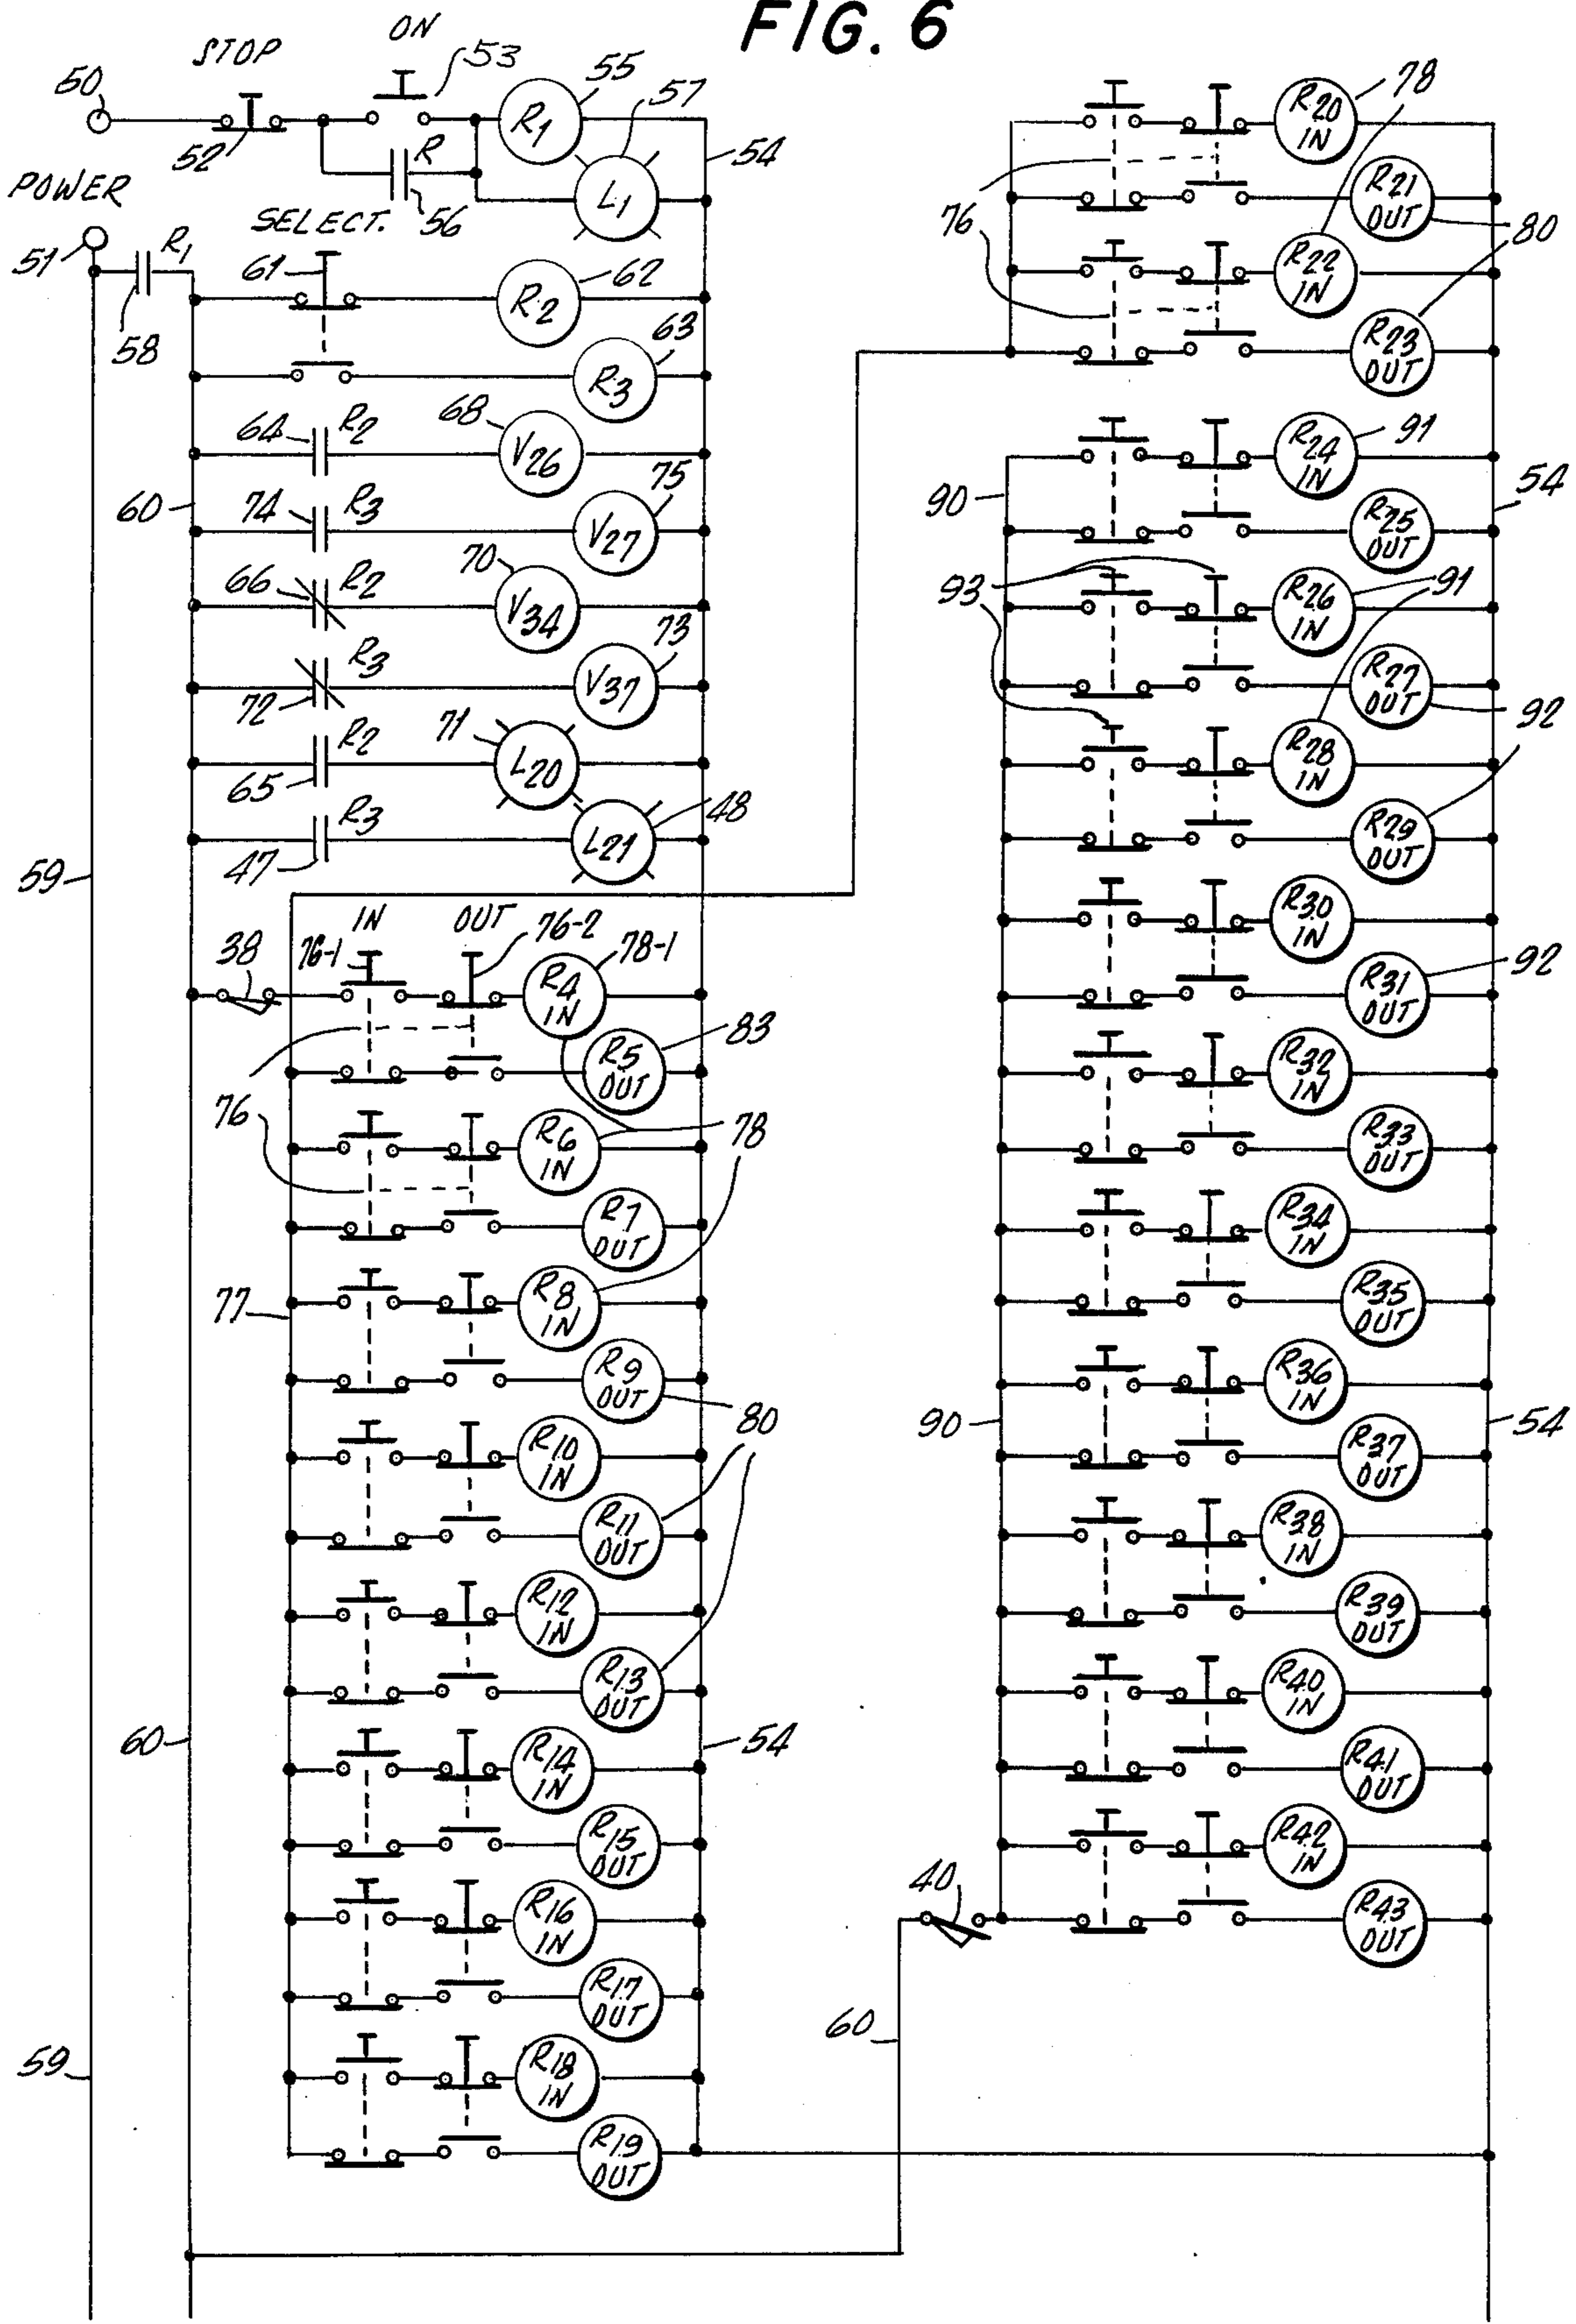 FIG. 6
STOP
ON
53
55
57
50
R1
52
R
56
L1
54
POWER
51
R1
58
SELECT.
61
R2
62
R3
63
64
R2
68
V26
60
74
R3
75
V27
66
R2
70
V34
72
R3
73
V37
65
R2
71
L20
47
R3
48
L21
59
38
IN
OUT
76-1
76-2
78-1
R4
IN
R5
OUT
83
76
R6
IN
78
R7
OUT
77
R8
IN
R9
OUT
80
R10
IN
R11
OUT
R12
IN
R13
OUT
60
54
R14
IN
R15
OUT
R16
IN
R17
OUT
59
R18
IN
R19
OUT
R20
IN
78
76
R21
OUT
80
R22
IN
R23
OUT
R24
IN
91
90
54
R25
OUT
93
R26
IN
91
R27
OUT
92
R28
IN
R29
OUT
R30
IN
R31
OUT
92
R32
IN
R33
OUT
R34
IN
R35
OUT
R36
IN
90
54
R37
OUT
R38
IN
R39
OUT
R40
IN
R41
OUT
R42
IN
40
R43
OUT
60